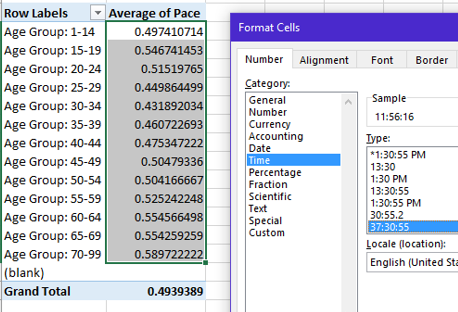 Row Labels Average of Pace
Age Group: 1-14 0.497410714
Age Group: 15-19 0.546741453
Age Group: 20-24 0.51519765
Age Group: 25-29 0.449864499
Age Group: 30-34 0.431892034
Age Group: 35-39 0.460722693
Age Group: 40-44 0.475347222
Age Group: 45-49 0.50479336
Age Group: 50-54 0.504166667
Age Group: 55-59 0.525242248
Age Group: 60-64 0.554566498
Age Group: 65-69 0.554259259
Age Group: 70-99 0.589722222
(blank)
Grand Total 0.4939389
Format Cells
Number Alignment Font Border
Category:
General
Number
Currency
Accounting
Date
Time
Percentage
Fraction
Scientific
Text
Special
Custom
Sample
11:56:16
Type:
*1:30:55 PM
13:30
1:30 PM
13:30:55
1:30:55 PM
30:55.2
37:30:55
Locale (location):
English (United Sta